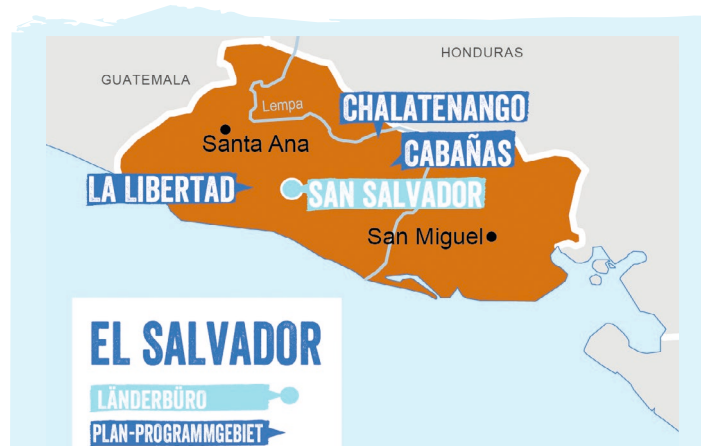 HONDURAS
GUATEMALA
Lempa
CHALATENANGO
Santa Ana
CABAÑAS
LA LIBERTAD
SAN SALVADOR
San Miguel
EL SALVADOR
LÄNDERBÜRO
PLAN-PROGRAMMGEBIET